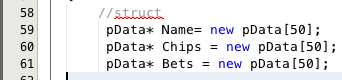 58 //struct
59 pData* Name= new pData[50];
60 pData* Chips = new pData[50];
61 pData* Bets = new pData[50];